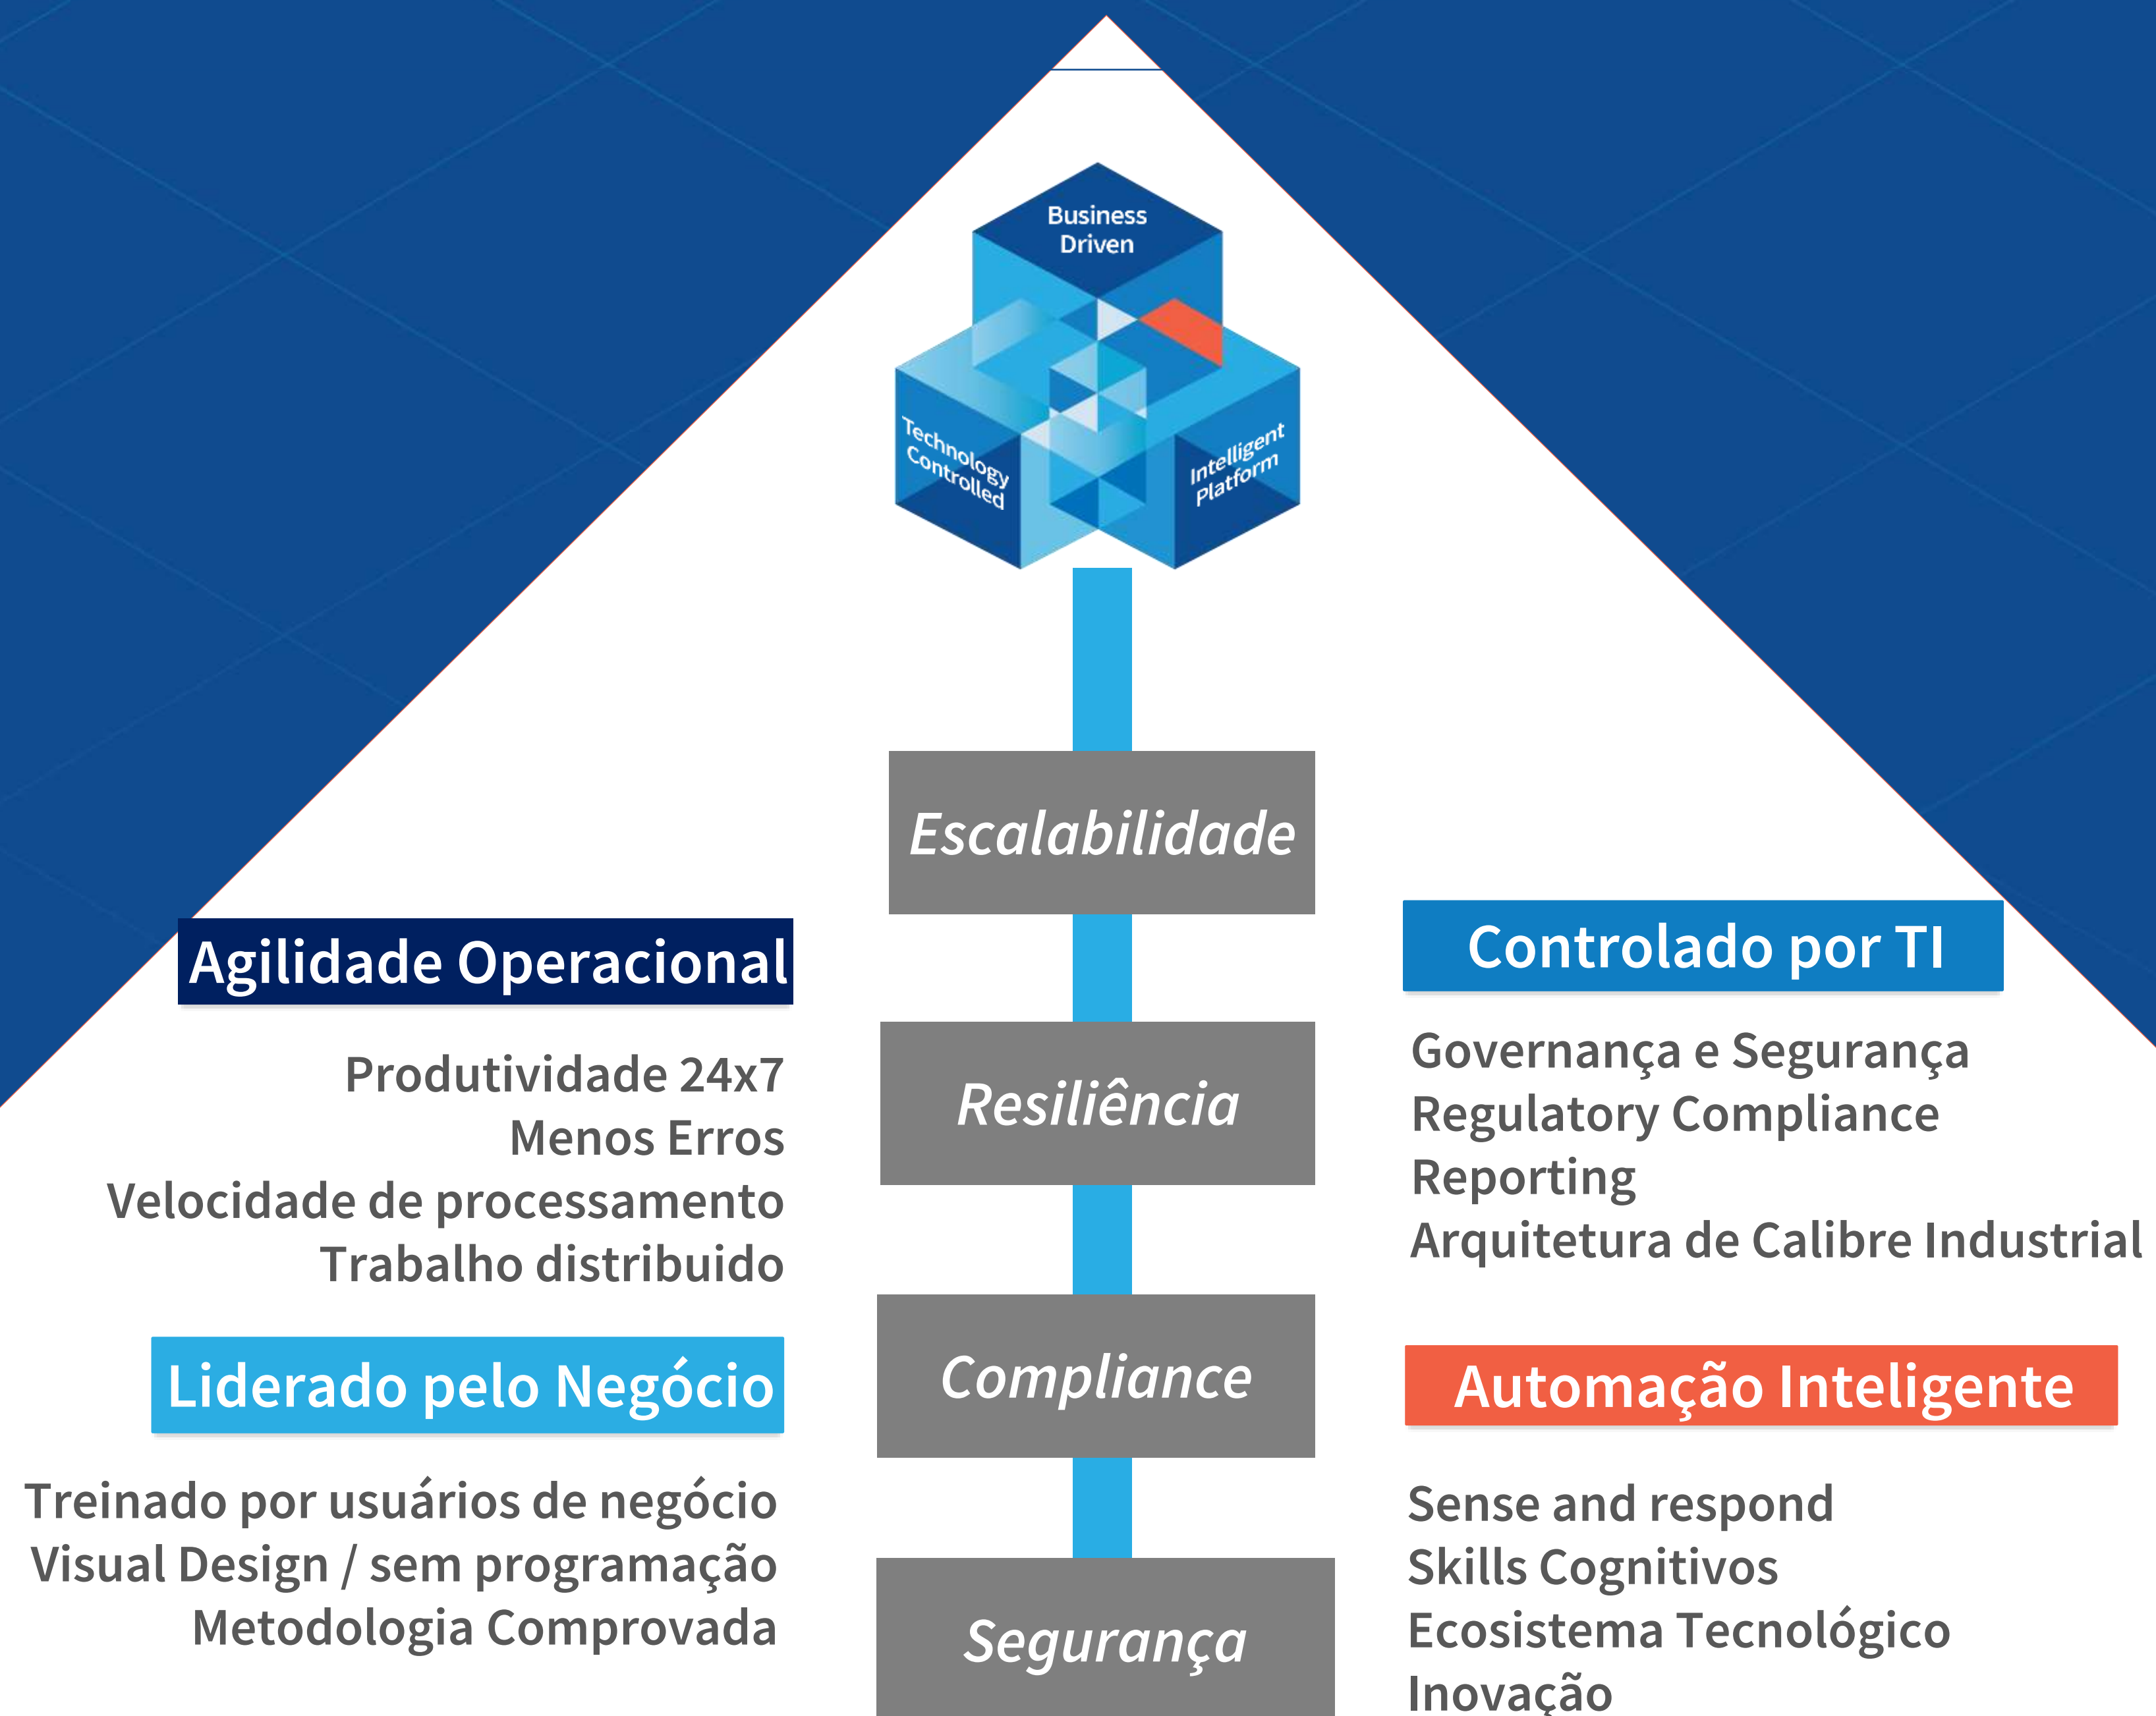 Business
Driven
Technology
Controlled
Intelligent
Platform
Escalabilidade
Resiliência
Compliance
Segurança
Agilidade Operacional
Produtividade 24x7
Menos Erros
Velocidade de processamento
Trabalho distribuido
Liderado pelo Negócio
Treinado por usuários de negócio
Visual Design / sem programação
Metodologia Comprovada
Controlado por TI
Governança e Segurança
Regulatory Compliance
Reporting
Arquitetura de Calibre Industrial
Automação Inteligente
Sense and respond
Skills Cognitivos
Ecosistema Tecnológico
Inovação